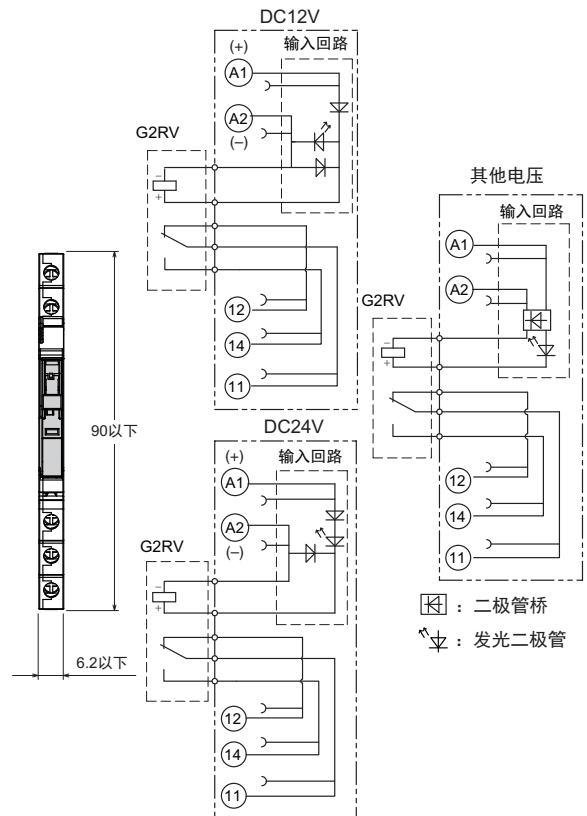 DC12V
输入回路
(+)
A1
A2
(–)
G2RV
–
+
12
14
11
其他电压
输入回路
A1
A2
G2RV
–
+
12
14
11
90以下
6.2以下
DC24V
输入回路
(+)
A1
A2
(–)
G2RV
–
+
12
14
11
：二极管桥
：发光二极管